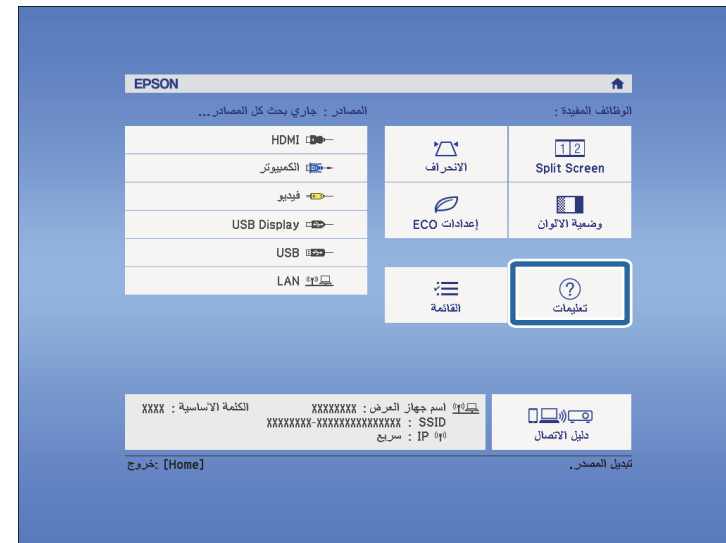 EPSON
الوظائف المفيدة :
المصادر : جاري بحث كل المصادر...
1 2
Split Screen
الانحراف
وضعية الألوان
إعدادات ECO
تعليمات
القائمة
HDMI
الكمبيوتر
فيديو
USB Display
USB
LAN
دليل الاتصال
اسم جهاز العرض : XXXXXXXX
الكلمة الأساسية : XXXX
SSID : XXXXXXXX-XXXXXXXXXXXXX
IP : سريع
تبديل المصدر.
[Home] :خروج